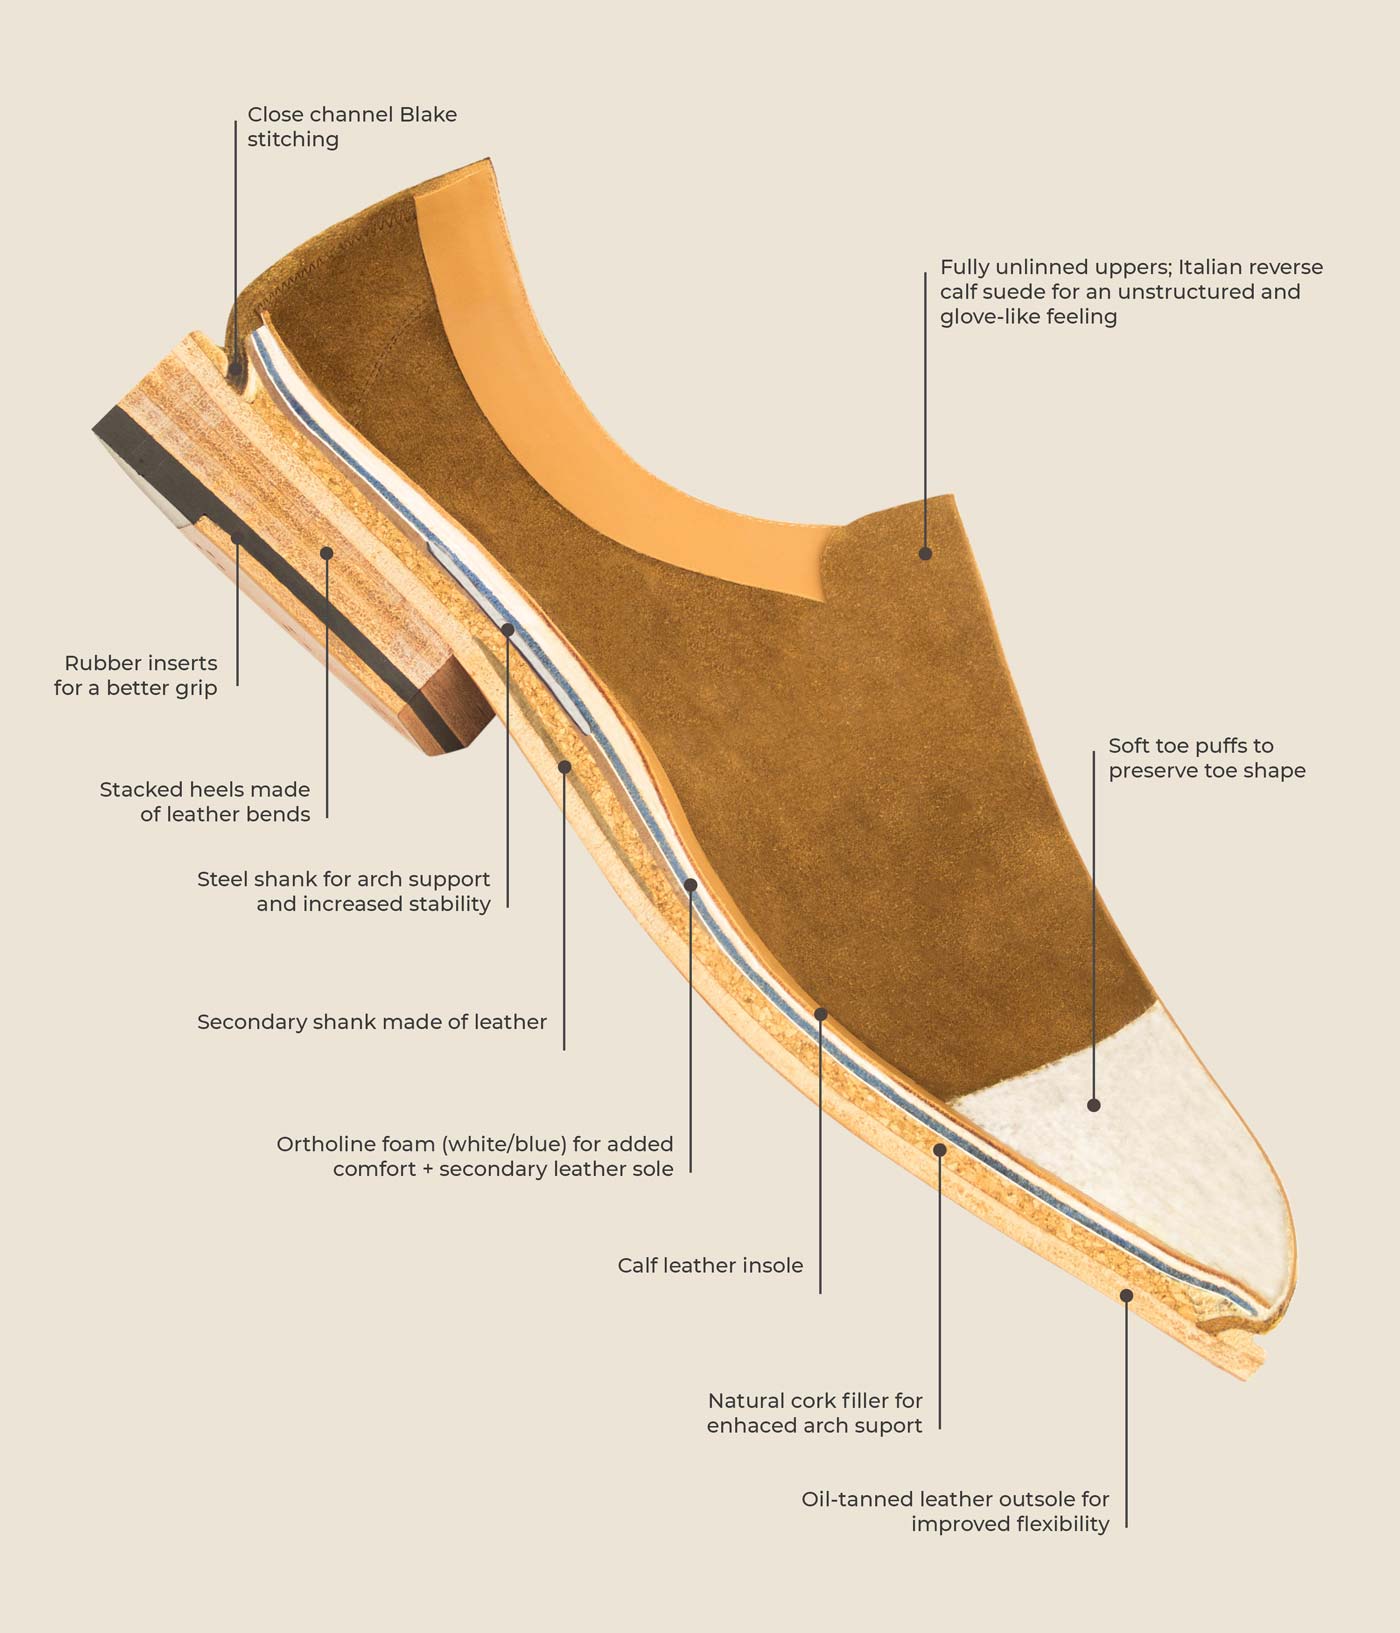 Close channel Blake
stitching
Fully unlinned uppers; Italian reverse
calf suede for an unstructured and
glove-like feeling
Rubber inserts
for a better grip
Soft toe puffs to
preserve toe shape
Stacked heels made
of leather bends
Steel shank for arch support
and increased stability
Secondary shank made of leather
Ortholine foam (white/blue) for added
comfort + secondary leather sole
Calf leather insole
Natural cork filler for
enhaced arch suport
Oil-tanned leather outsole for
improved flexibility